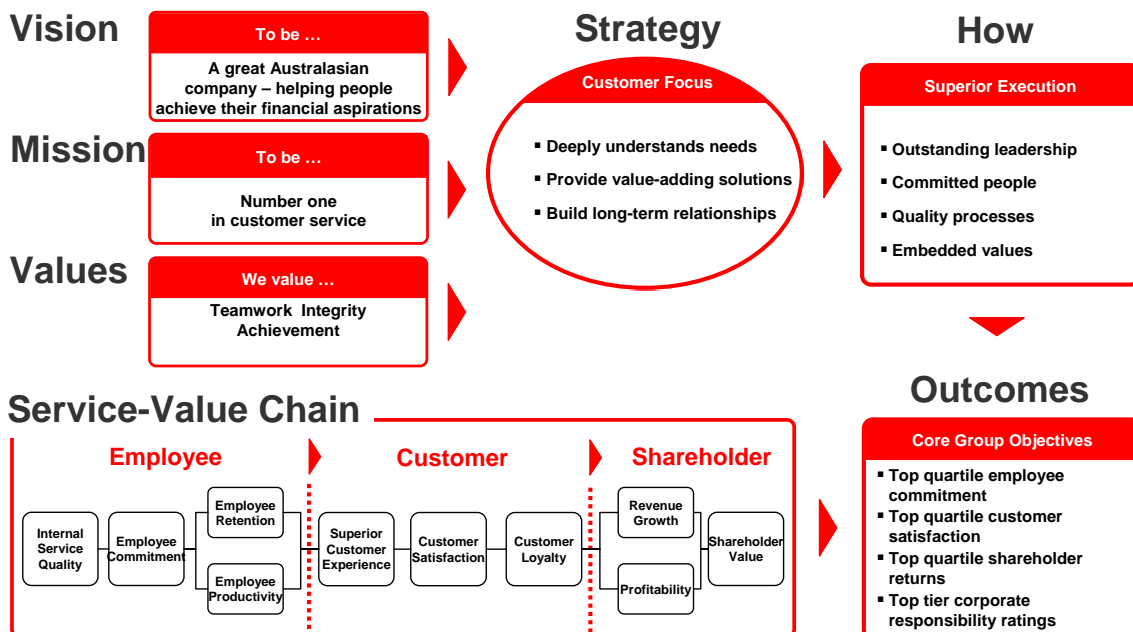 Vision
To be …
A great Australasian
company – helping people
achieve their financial aspirations
Mission
To be …
Number one
in customer service
Values
We value …
Teamwork Integrity
Achievement
Strategy
Customer Focus
▪ Deeply understands needs
▪ Provide value-adding solutions
▪ Build long-term relationships
How
Superior Execution
▪ Outstanding leadership
▪ Committed people
▪ Quality processes
▪ Embedded values
Service-Value Chain
Employee
Customer
Shareholder
Internal
Service
Quality
Employee
Commitment
Employee
Retention
Employee
Productivity
Superior
Customer
Experience
Customer
Satisfaction
Customer
Loyalty
Revenue
Growth
Profitability
Shareholder
Value
Outcomes
Core Group Objectives
▪ Top quartile employee
commitment
▪ Top quartile customer
satisfaction
▪ Top quartile shareholder
returns
▪ Top tier corporate
responsibility ratings